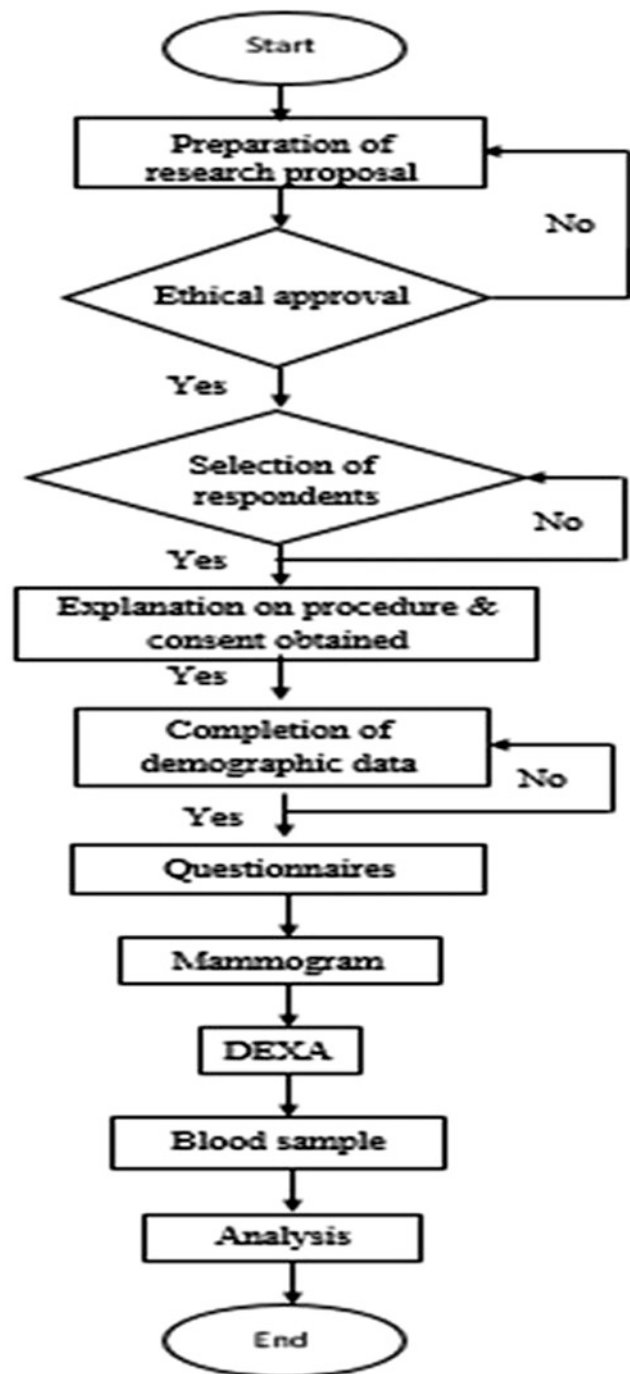 Start
Preparation of
research proposal
No
Ethical approval
Yes
Selection of
respondents
No
Yes
Explanation on procedure &
consent obtained
Yes
Completion of
demographic data
No
Yes
Questionnaires
Mammogram
DEXA
Blood sample
Analysis
End